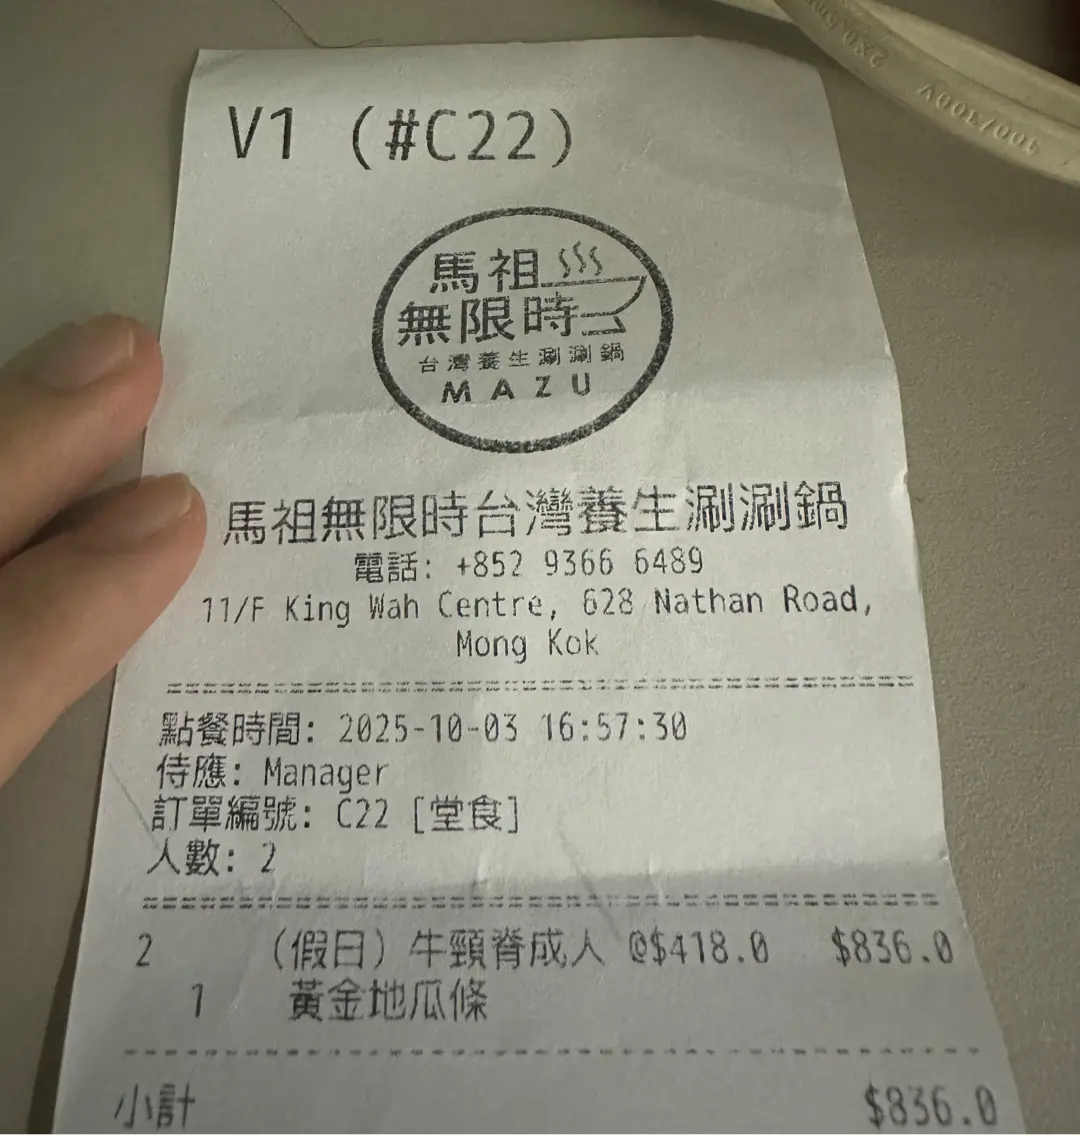 V1 (#C22)
馬祖
無限時
台灣養生涮涮鍋
MAZU
馬祖無限時台灣養生涮涮鍋
電話: +852 9366 6489
11/F King Wah Centre, 628 Nathan Road,
Mong Kok
點餐時間: 2025-10-03 16:57:30
侍應: Manager
訂單編號: C22 [堂食]
人數: 2
2 (假日) 牛頸脊成人 @$418.0 $836.0
1 黃金地瓜條
小計 $836.0
100/100V